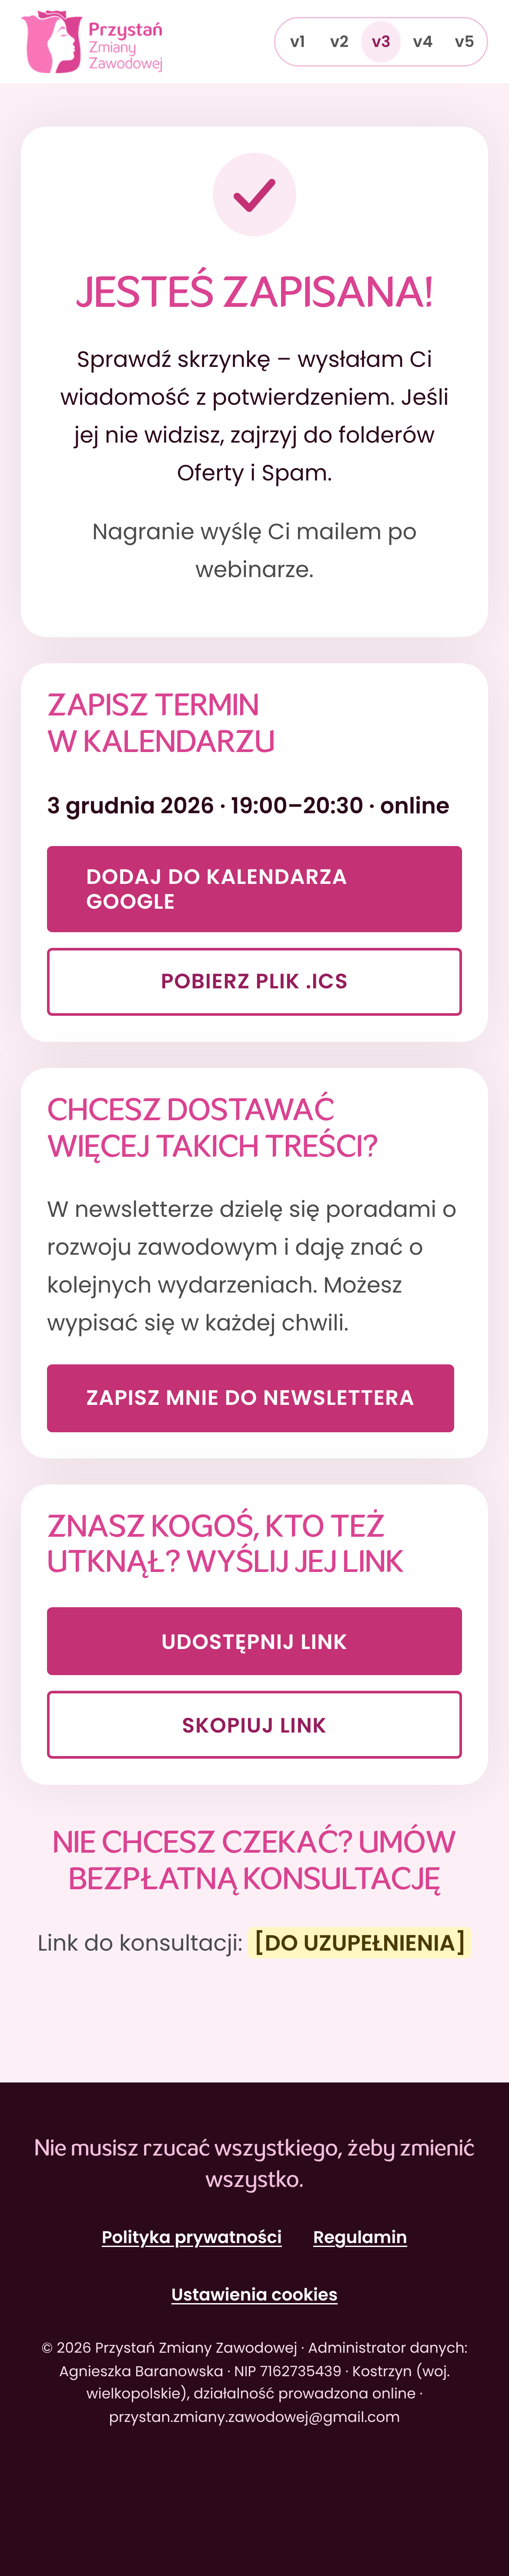 Przystań
Zmiany
Zawodowej
v1 v2 v3 v4 v5
JESTEŚ ZAPISANA!
Sprawdź skrzynkę – wysłałam Ci
wiadomość z potwierdzeniem. Jeśli
jej nie widzisz, zajrzyj do folderów
Oferty i Spam.
Nagranie wyślę Ci mailem po
webinarze.
ZAPISZ TERMIN
W KALENDARZU
3 grudnia 2026 · 19:00–20:30 · online
DODAJ DO KALENDARZA
GOOGLE
POBIERZ PLIK .ICS
CHCESZ DOSTAWAĆ
WIĘCEJ TAKICH TREŚCI?
W newsletterze dzielę się poradami o
rozwoju zawodowym i daję znać o
kolejnych wydarzeniach. Możesz
wypisać się w każdej chwili.
ZAPISZ MNIE DO NEWSLETTERA
ZNASZ KOGOŚ, KTO TEŻ
UTKNĄŁ? WYŚLIJ JEJ LINK
UDOSTĘPNIJ LINK
SKOPIUJ LINK
NIE CHCESZ CZEKAĆ? UMÓW
BEZPŁATNĄ KONSULTACJĘ
Link do konsultacji: [DO UZUPEŁNIENIA]
Nie musisz rzucać wszystkiego, żeby zmienić
wszystko.
Polityka prywatności Regulamin
Ustawienia cookies
© 2026 Przystań Zmiany Zawodowej · Administrator danych:
Agnieszka Baranowska · NIP 7162735439 · Kostrzyn (woj.
wielkopolskie), działalność prowadzona online ·
przystan.zmiany.zawodowej@gmail.com